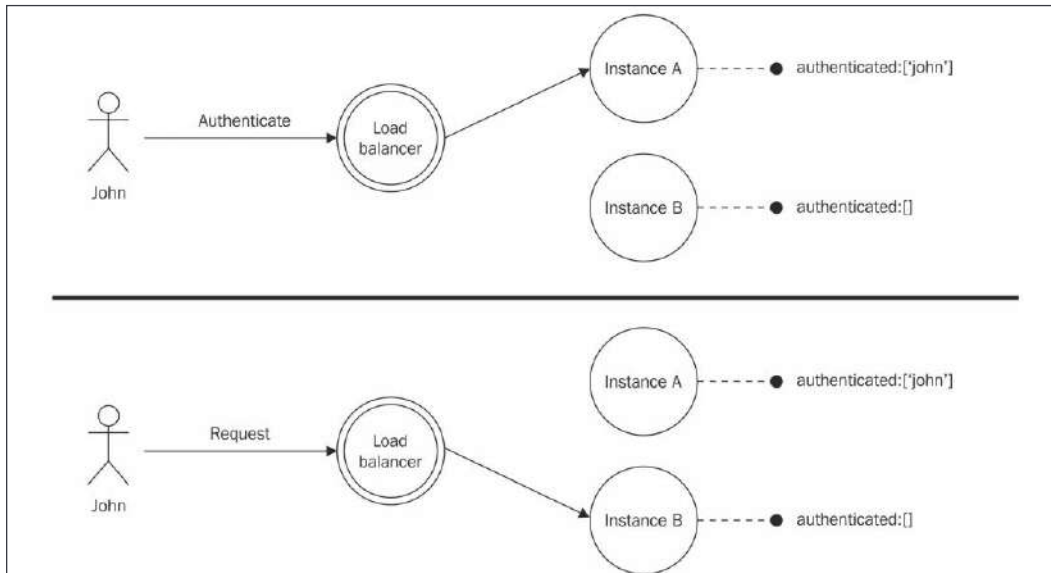 Instance A
authenticated:['john']
Authenticate
Load
balancer
John
Instance B
authenticated:[]
Instance A
authenticated:['john']
Request
Load
balancer
John
Instance B
authenticated:[]